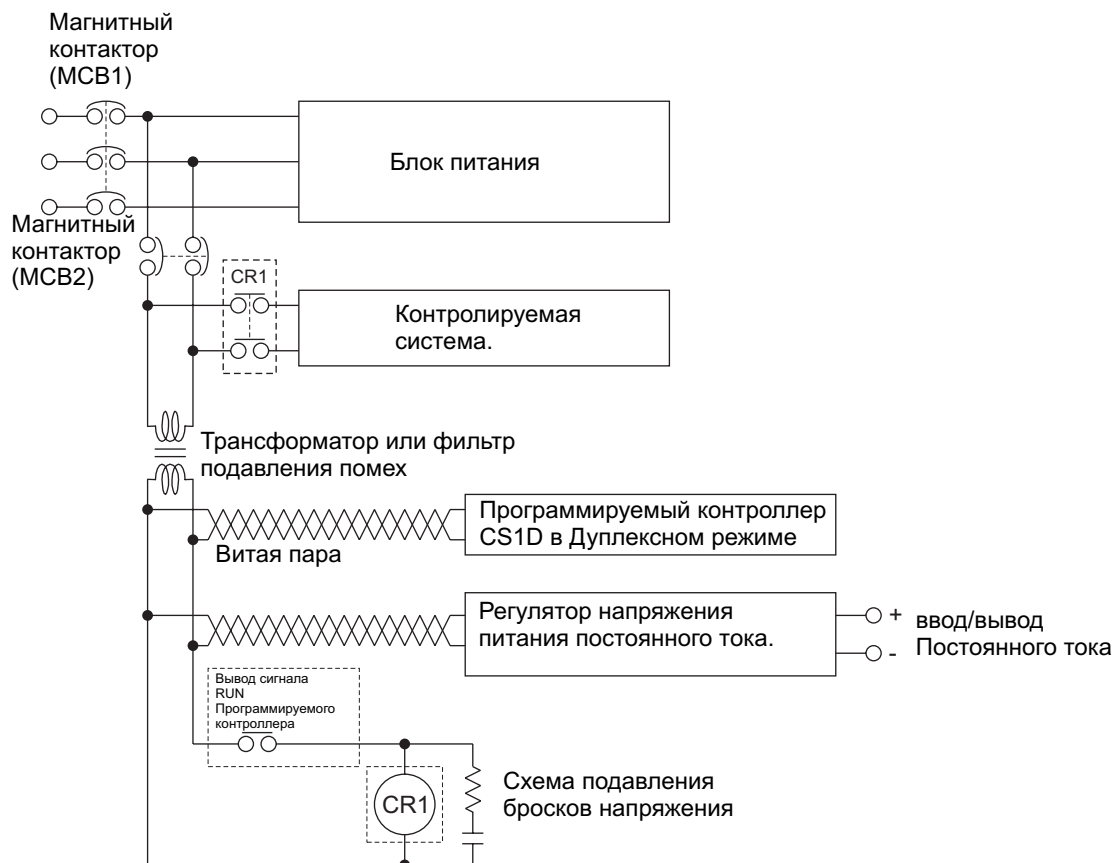 Магнитный
контактор
(MCB1)
Блок питания
Магнитный
контактор
(MCB2)
CR1
Контролируемая
система.
Трансформатор или фильтр
подавления помех
Программируемый контроллер
CS1D в Дуплексном режиме
Витая пара
Регулятор напряжения
питания постоянного тока.
+
-
ввод/вывод
Постоянного тока
Вывод сигнала
RUN
Программируемого
контроллера
CR1
Схема подавления
бросков напряжения